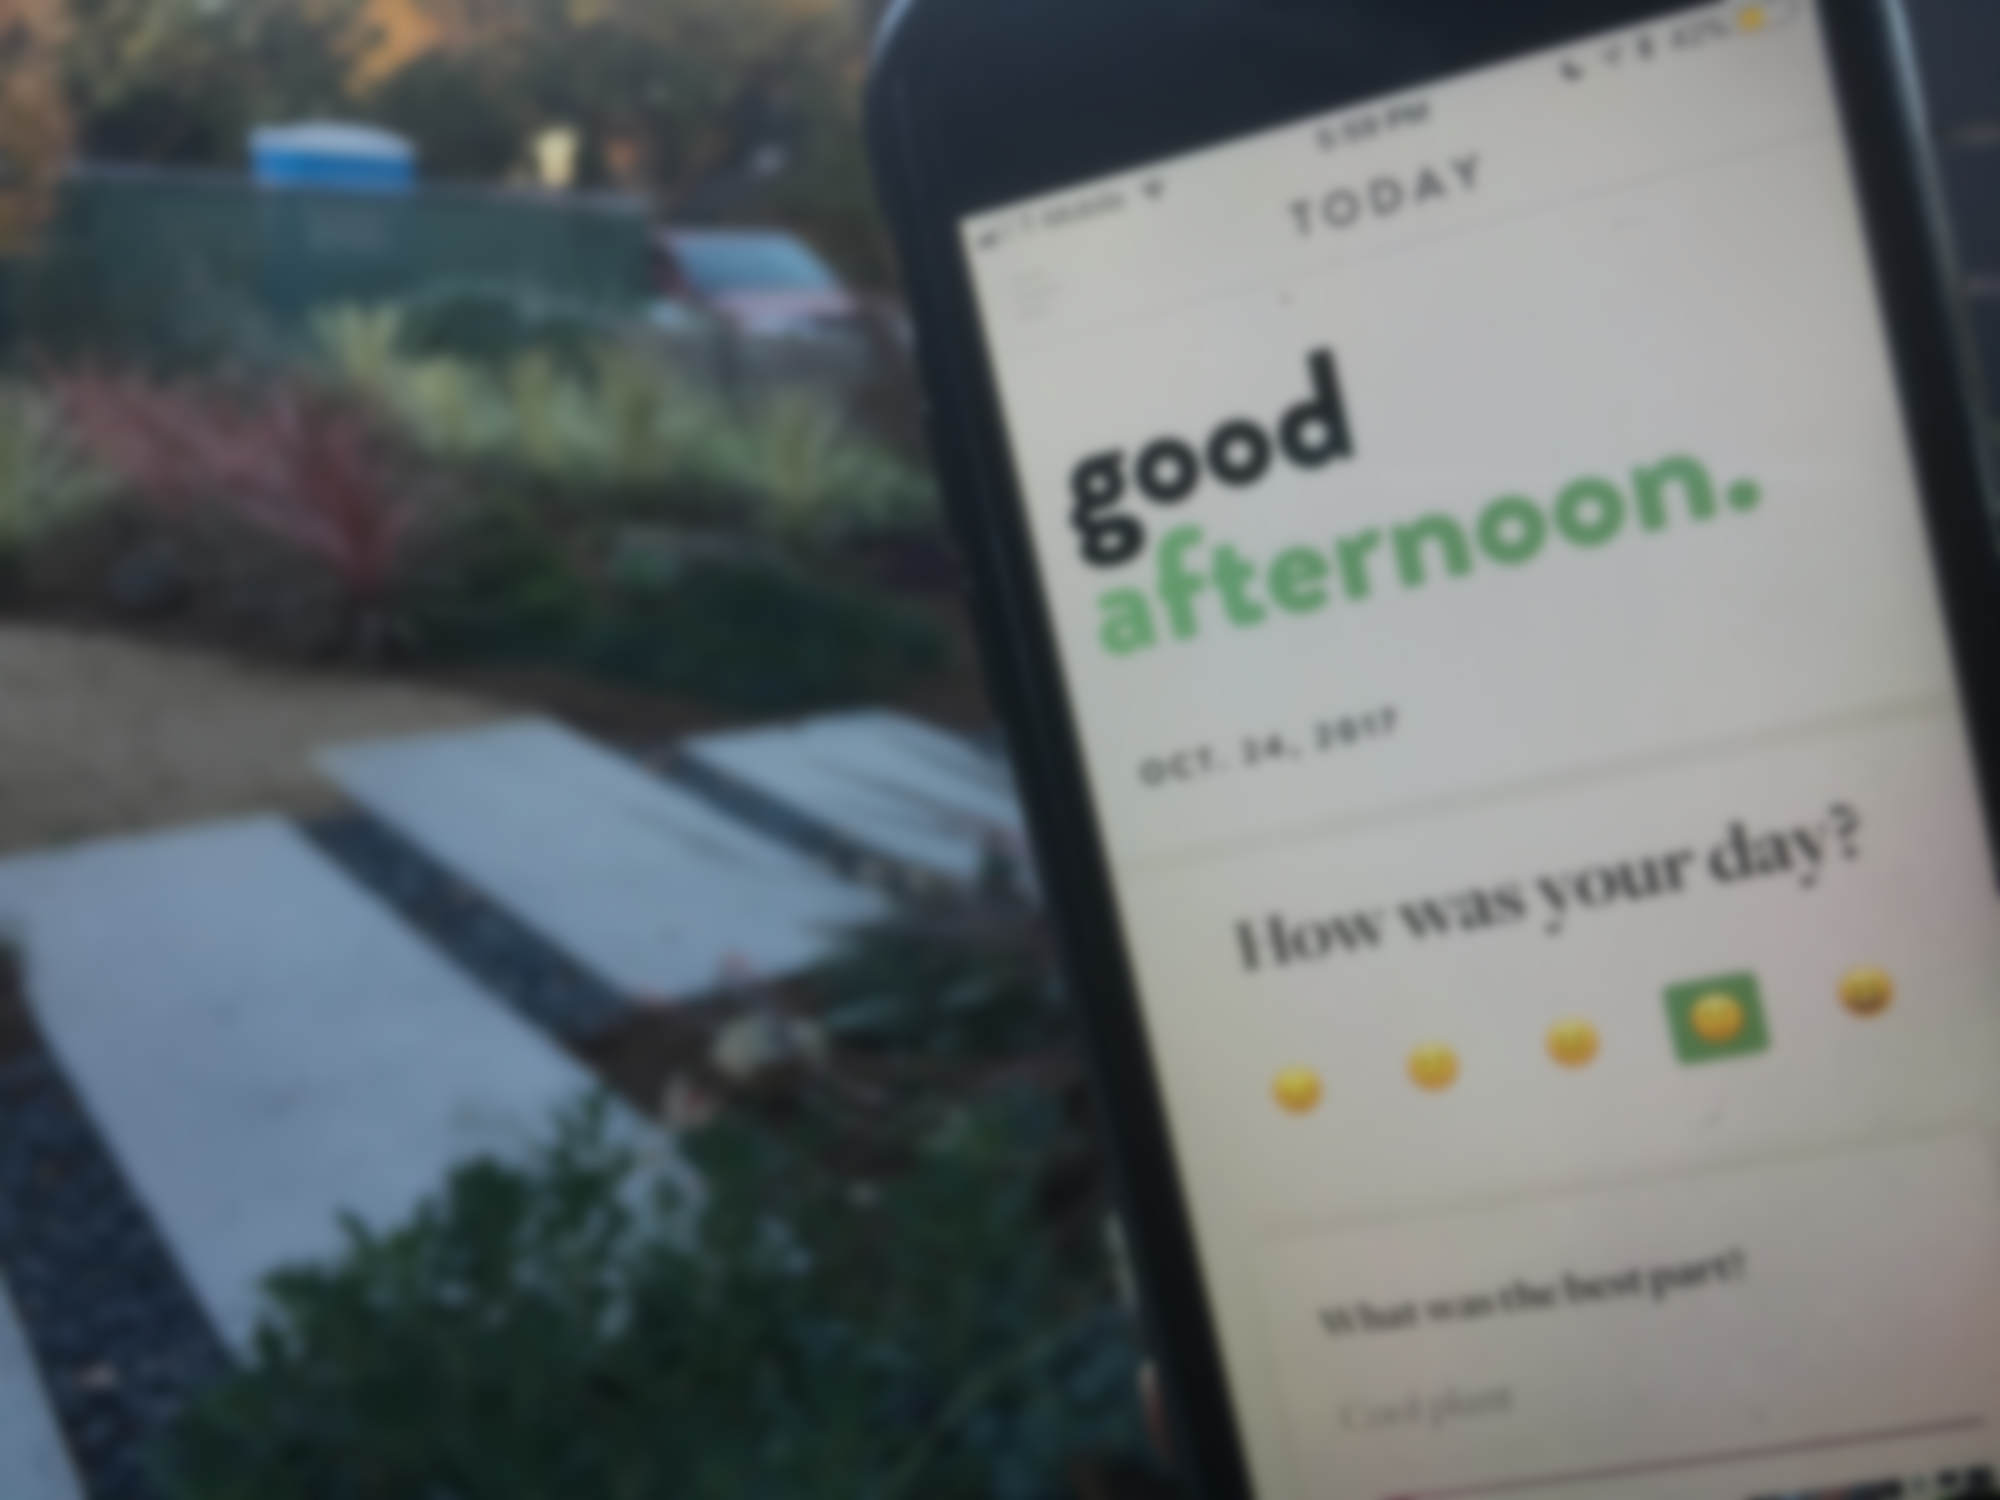 TODAY
good
afternoon.
OCT. 24, 2017
How was your day?
What was the best part?